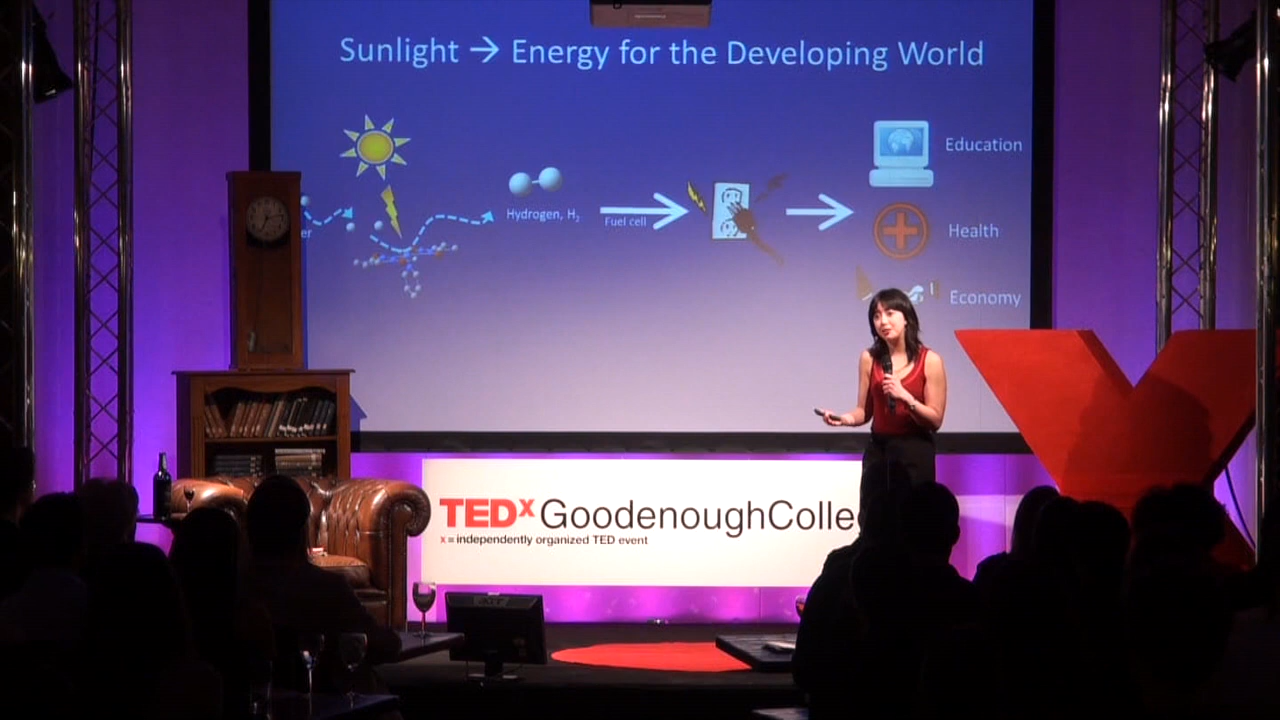 Sunlight → Energy for the Developing World
Education
er
Hydrogen, H₂
Fuel cell
Health
Economy
TEDx GoodenoughColle
x = independently organized TED event